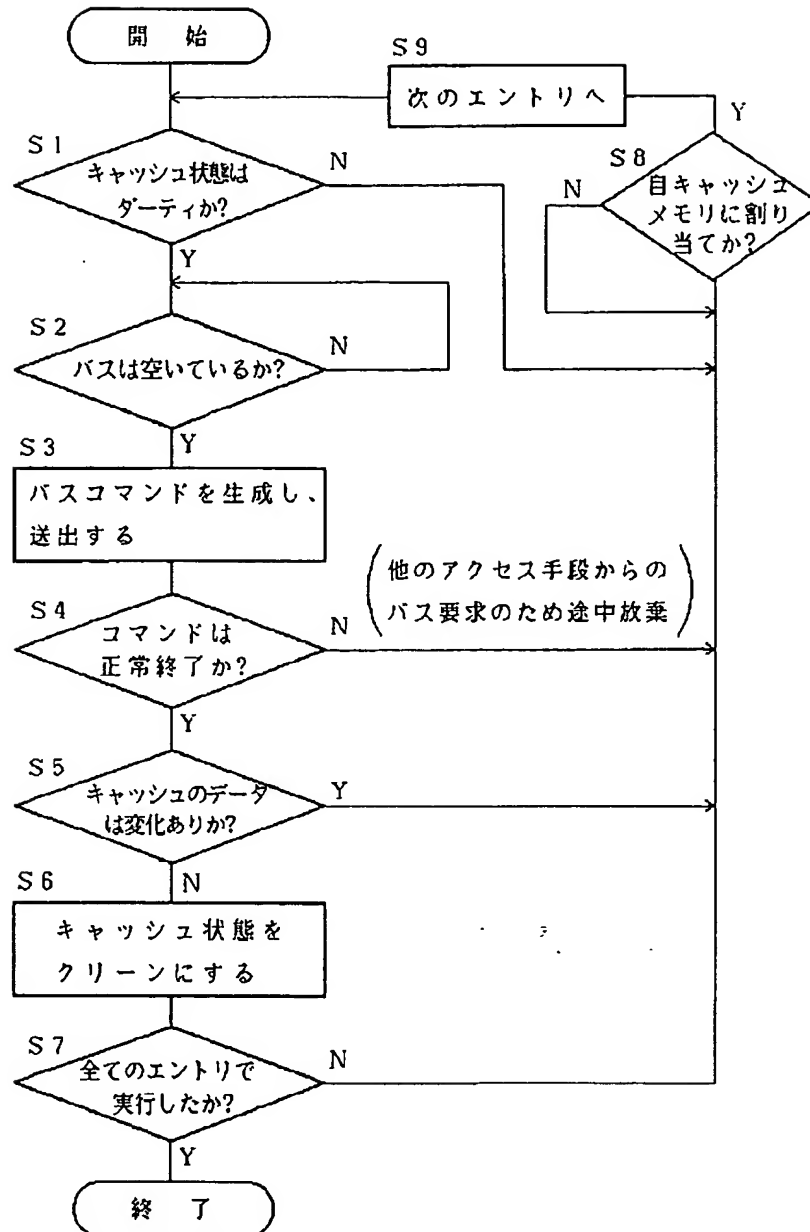 開 始
S1
キャッシュ状態は
ダーティか?
N
Y
S2
バスは空いているか?
N
Y
S3
バスコマンドを生成し、
送出する
S4
コマンドは
正常終了か?
N
他のアクセス手段からの
バス要求のため途中放棄
Y
S5
キャッシュのデータ
は変化ありか?
Y
N
S6
キャッシュ状態を
クリーンにする
S7
全てのエントリで
実行したか?
N
Y
終 了
S8
自キャッシュ
メモリに割り
当てか?
N
Y
S9
次のエントリへ